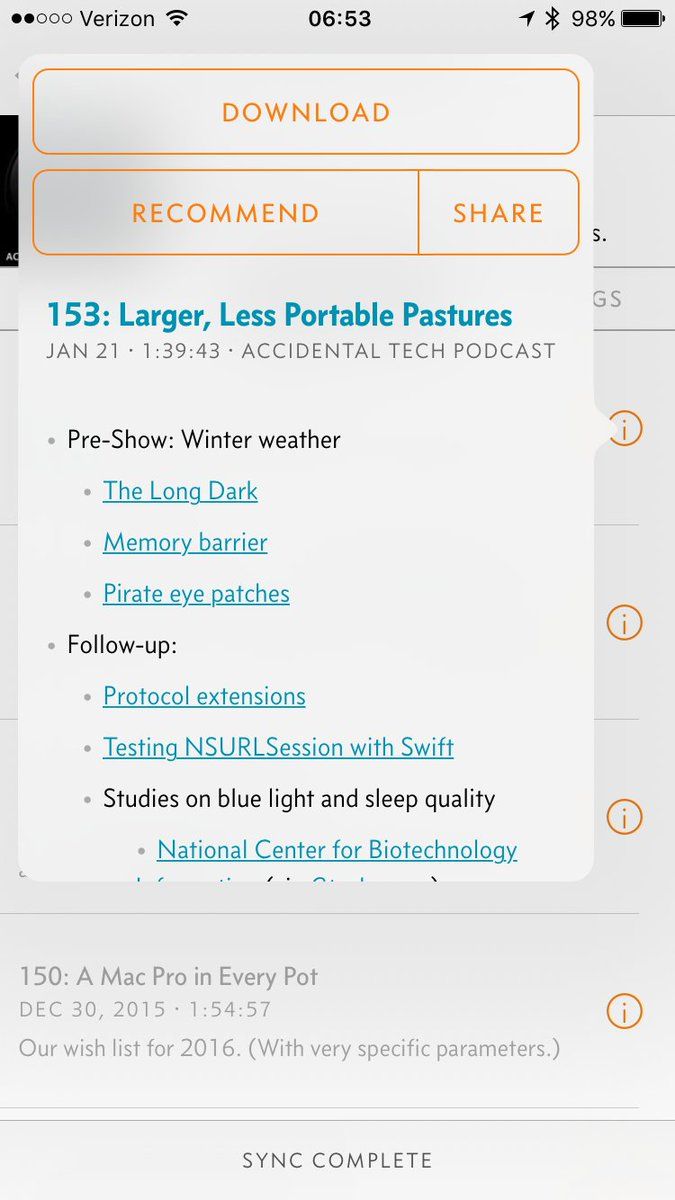 Verizon 06:53 98%
DOWNLOAD
RECOMMEND SHARE
s.
AC
GS
153: Larger, Less Portable Pastures
JAN 21 · 1:39:43 · ACCIDENTAL TECH PODCAST
• Pre-Show: Winter weather
• The Long Dark
• Memory barrier
• Pirate eye patches
• Follow-up:
• Protocol extensions
• Testing NSURLSession with Swift
• Studies on blue light and sleep quality
• National Center for Biotechnology
150: A Mac Pro in Every Pot
DEC 30, 2015 · 1:54:57
Our wish list for 2016. (With very specific parameters.)
SYNC COMPLETE